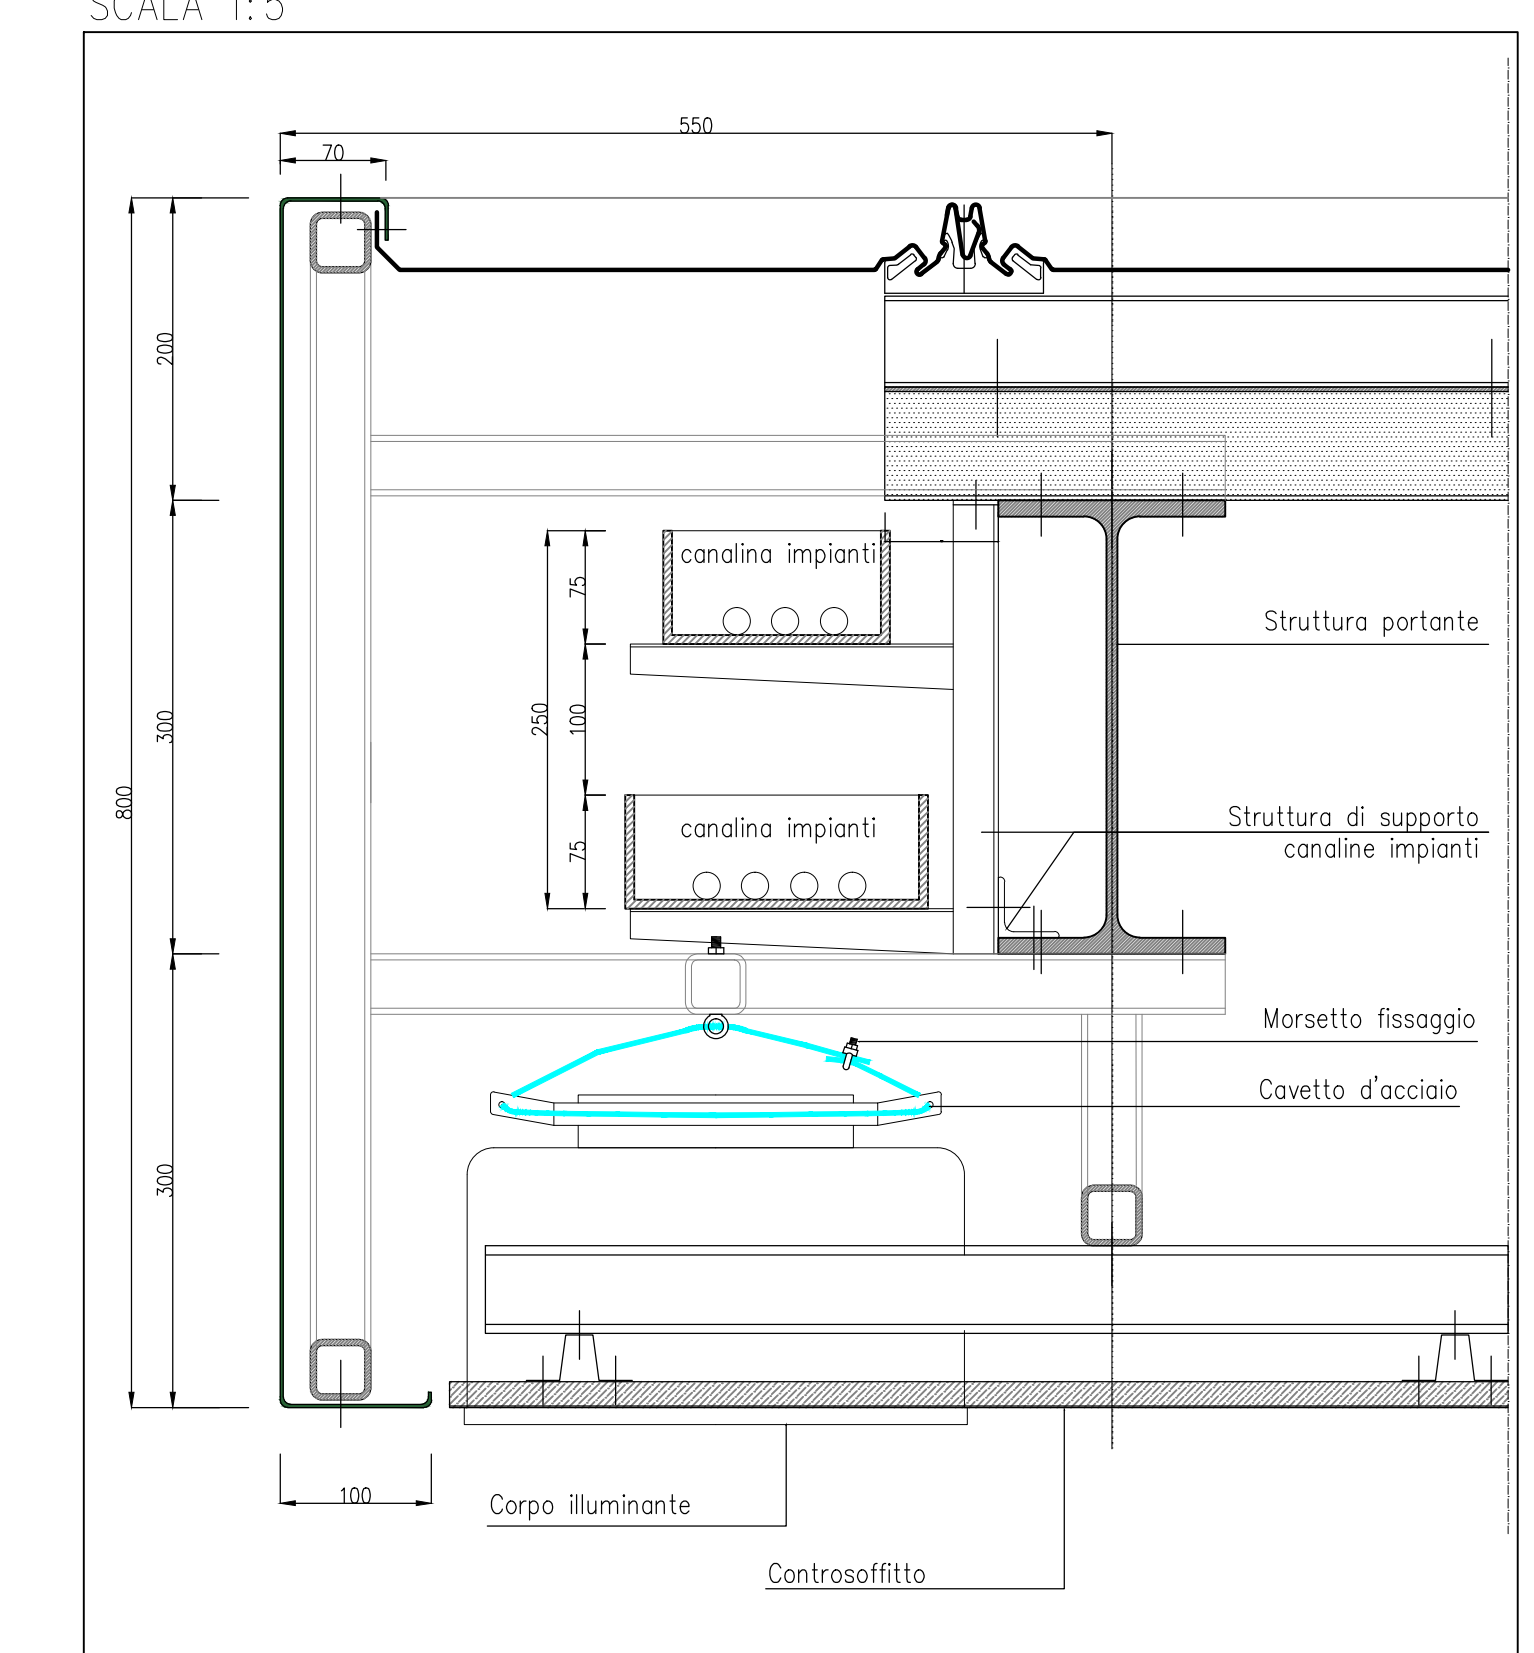 SCALA 1:5
550
70
200
canalina impianti
75
Struttura portante
300
250
100
800
Struttura di supporto
canaline impianti
canalina impianti
75
Morsetto fissaggio
Cavetto d'acciaio
300
100
Corpo illuminante
Controsoffitto